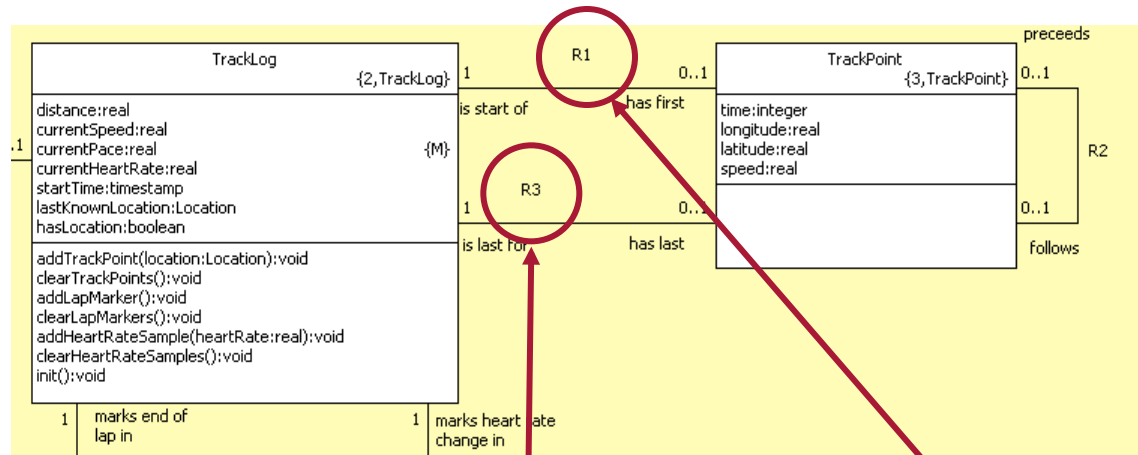 TrackLog
{2,TrackLog}
distance:real
currentSpeed:real
currentPace:real
{M}
currentHeartRate:real
startTime:timestamp
lastKnownLocation:Location
hasLocation:boolean
addTrackPoint(location:Location):void
clearTrackPoints():void
addLapMarker():void
clearLapMarkers():void
addHeartRateSample(heartRate:real):void
clearHeartRateSamples():void
init():void
.1
1
R1
0..1
is start of
has first
R3
1
0..1
is last for
has last
TrackPoint
{3,TrackPoint}
time:integer
longitude:real
latitude:real
speed:real
preceeds
0..1
R2
0..1
follows
1
marks end of
lap in
1
marks heart rate
change in